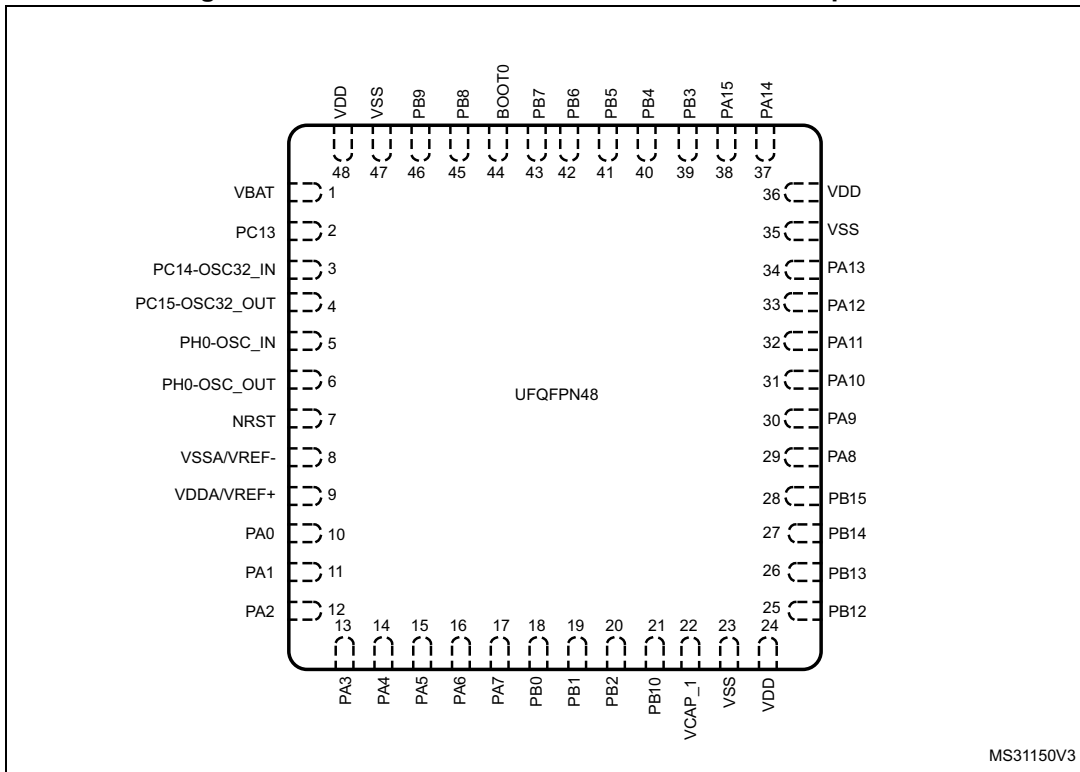 VDD VSS PB9 PB8 BOOT0 PB7 PB6 PB5 PB4 PB3 PA15 PA14
48 47 46 45 44 43 42 41 40 39 38 37
VBAT 1 36 VDD
PC13 2 35 VSS
PC14-OSC32_IN 3 34 PA13
PC15-OSC32_OUT 4 33 PA12
PH0-OSC_IN 5 32 PA11
PH0-OSC_OUT 6 31 PA10
UFQFPN48
NRST 7 30 PA9
VSSA/VREF- 8 29 PA8
VDDA/VREF+ 9 28 PB15
PA0 10 27 PB14
PA1 11 26 PB13
PA2 12 25 PB12
13 14 15 16 17 18 19 20 21 22 23 24
PA3 PA4 PA5 PA6 PA7 PB0 PB1 PB2 PB10 VCAP_1 VSS VDD
MS31150V3